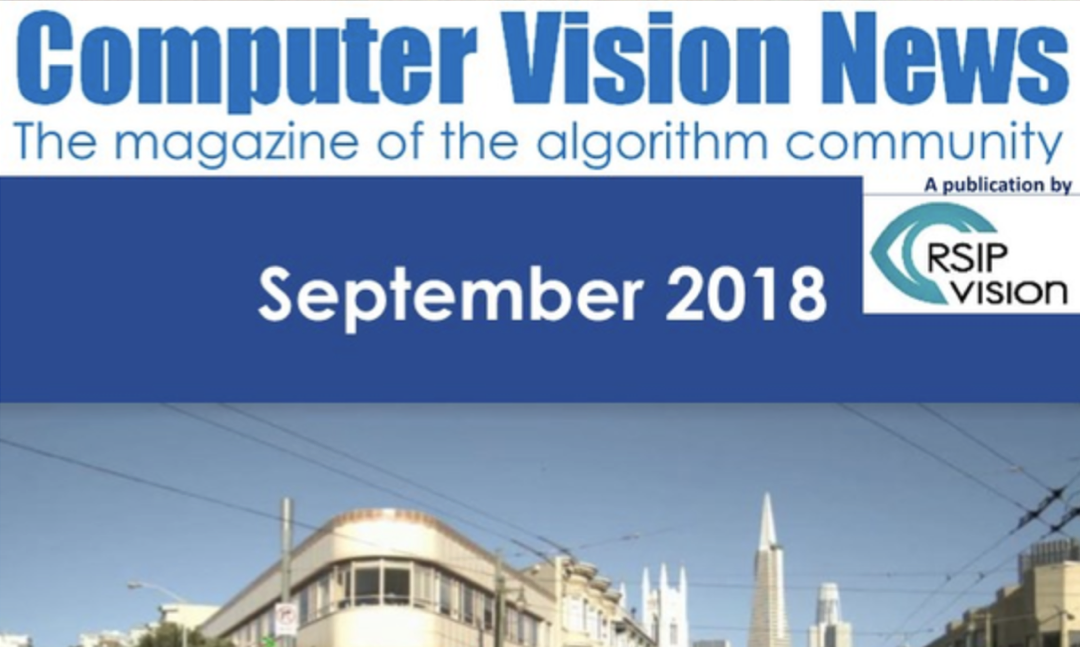 Computer Vision News
The magazine of the algorithm community
A publication by
RSIP
VISION
September 2018